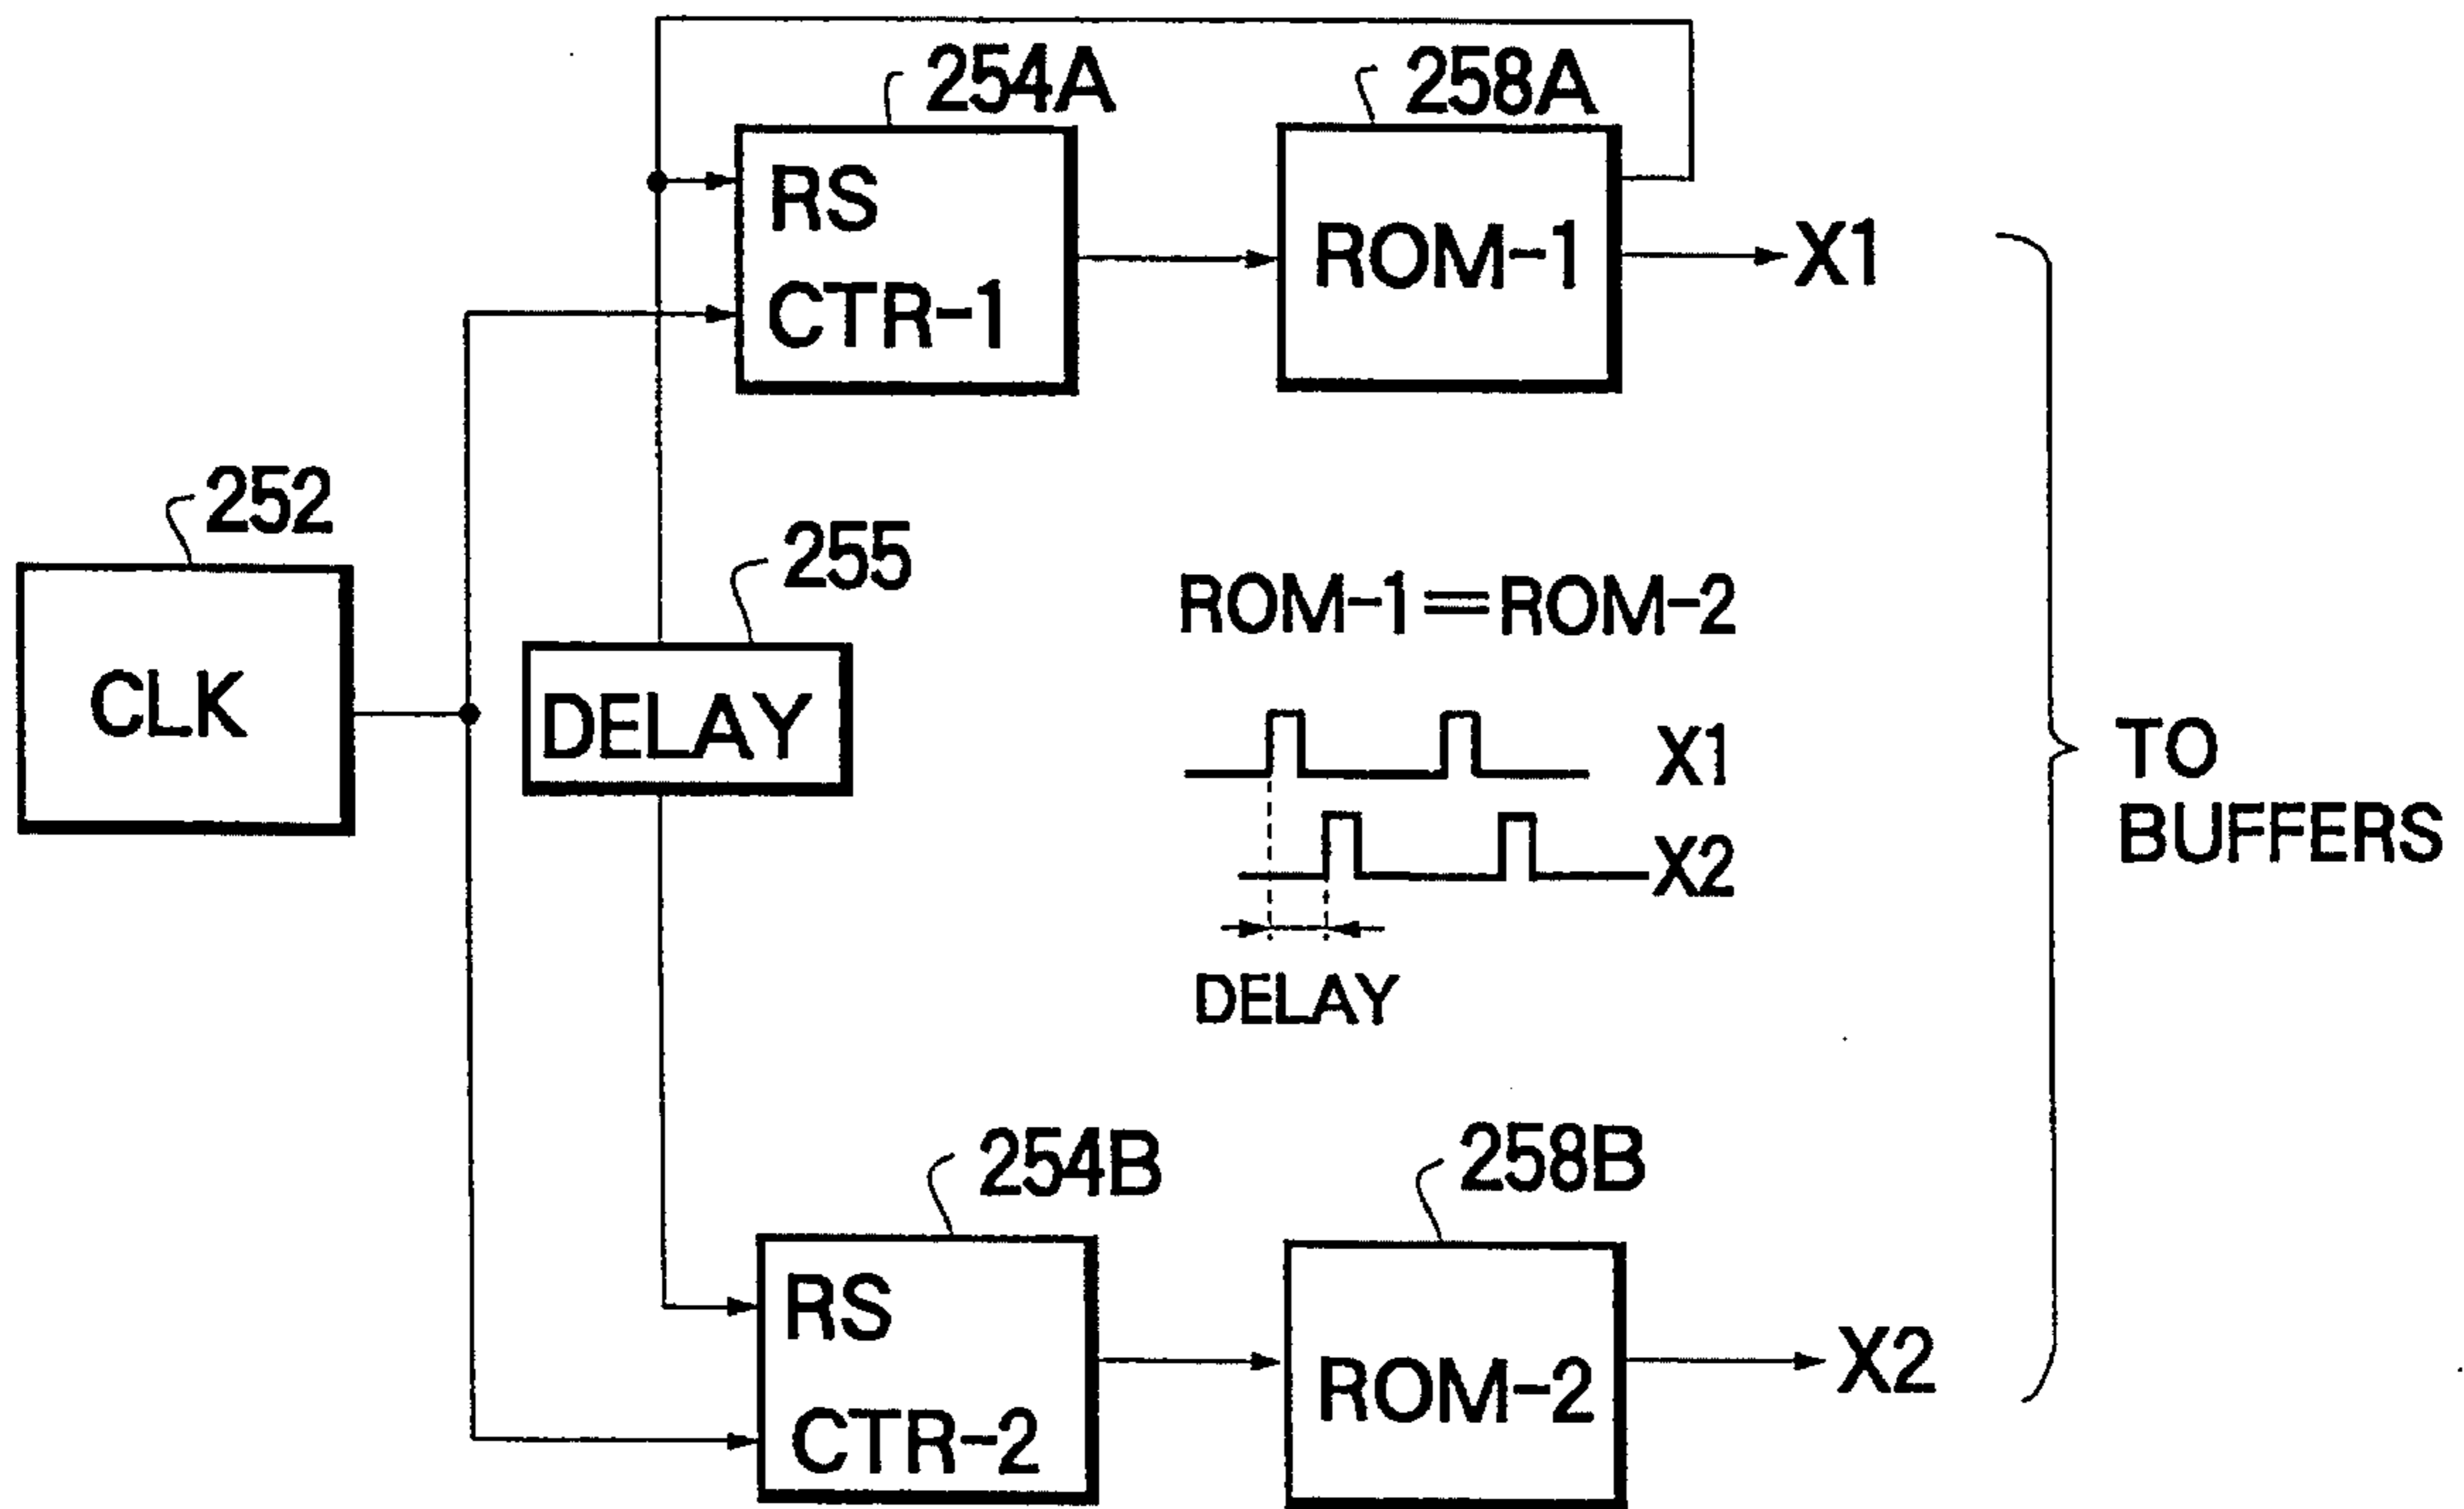 254A
258A
RS
CTR-1
ROM-1
X1
252
CLK
255
DELAY
ROM-1=ROM-2
X1
X2
DELAY
TO
BUFFERS
254B
258B
RS
CTR-2
ROM-2
X2